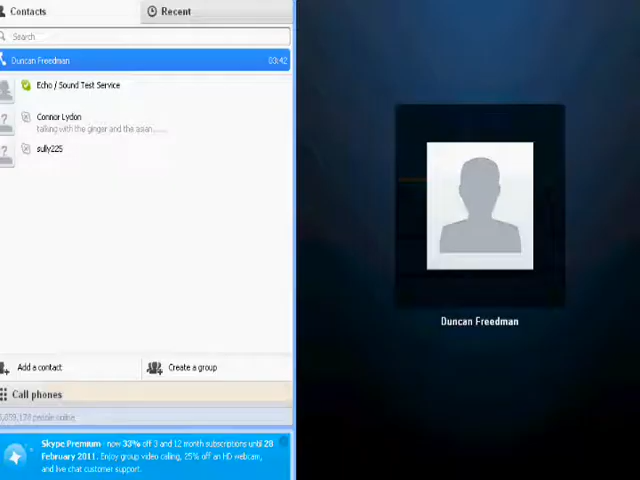 Contacts
Recent
Search
Duncan Freedman
03:42
Echo / Sound Test Service
Connor Lydon
talking with the ginger and the asian......
sully225
Duncan Freedman
Add a contact
Create a group
Call phones
people online
Skype Premium - now 33% off 3 and 12 month subscriptions until 28
February 2011. Enjoy group video calling, 25% off an HD webcam,
and live chat customer support.